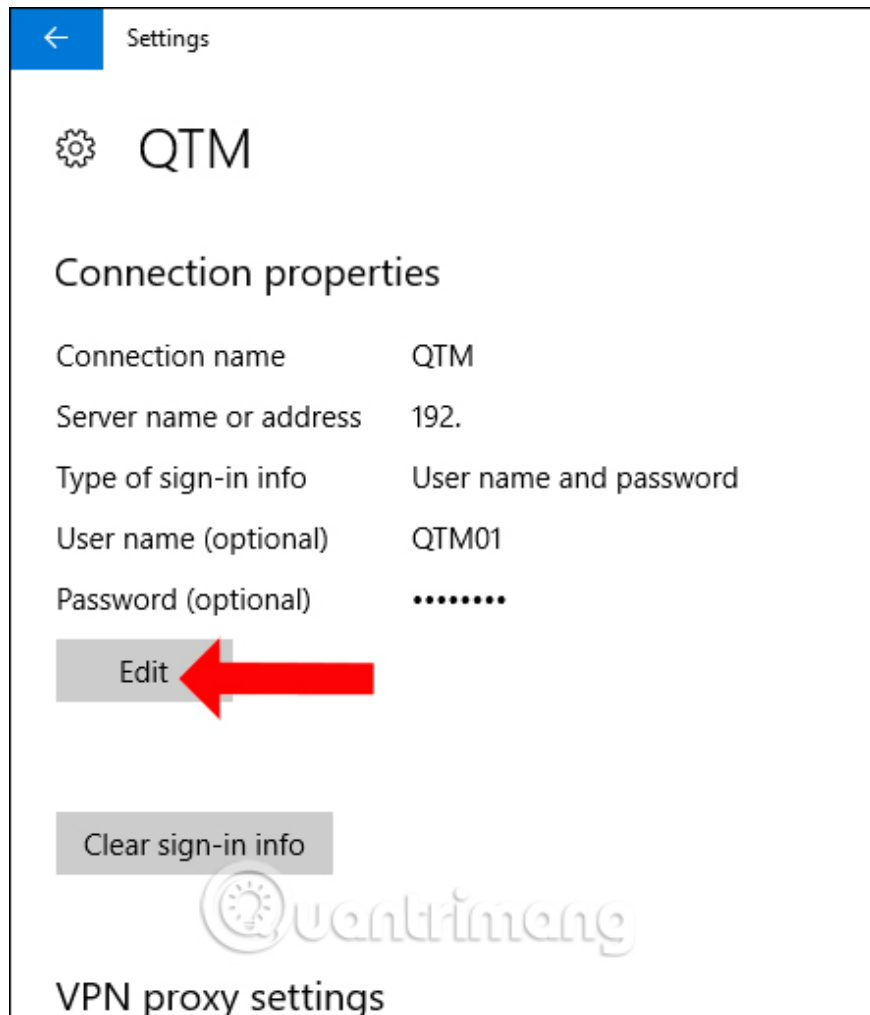 Settings
QTM
Connection properties
Connection name QTM
Server name or address 192.
Type of sign-in info User name and password
User name (optional) QTM01
Password (optional) ••••••••
Edit
Clear sign-in info
Quantrimang
VPN proxy settings